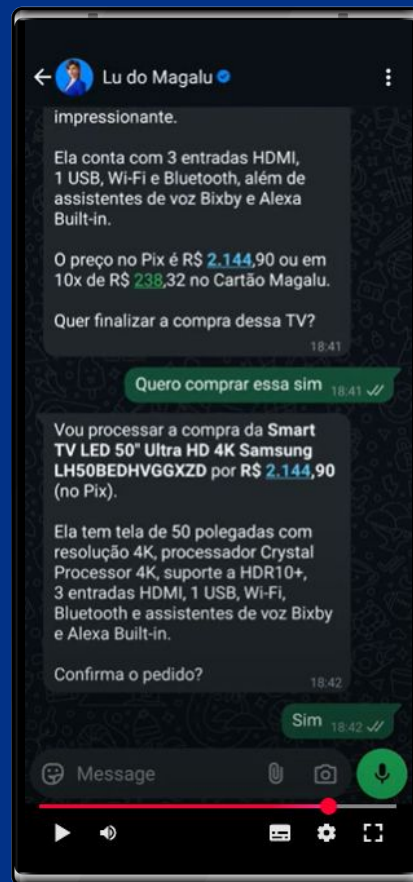 Lu do Magalu
impressionante.
Ela conta com 3 entradas HDMI,
1 USB, Wi-Fi e Bluetooth, além de
assistentes de voz Bixby e Alexa
Built-in.
O preço no Pix é R$ 2.144,90 ou em
10x de R$ 238,32 no Cartão Magalu.
Quer finalizar a compra dessa TV?
18:41
Quero comprar essa sim 18:41
Vou processar a compra da Smart
TV LED 50" Ultra HD 4K Samsung
LH50BEDHVGGXZD por R$ 2.144,90
(no Pix).
Ela tem tela de 50 polegadas com
resolução 4K, processador Crystal
Processor 4K, suporte a HDR10+,
3 entradas HDMI, 1 USB, Wi-Fi,
Bluetooth e assistentes de voz Bixby
e Alexa Built-in.
Confirma o pedido?
18:42
Sim 18:42
Message